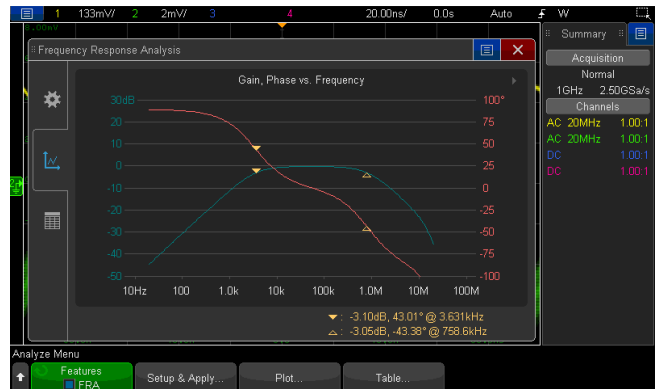 1 133mV/ 2 2mV/ 3 4 20.00ns/ 0.0s Auto W
8.00mV
Summary
Frequency Response Analysis
Acquisition
Normal
1GHz 2.50GSa/s
Channels
AC 20MHz 1.00:1
AC 20MHz 1.00:1
DC 1.00:1
DC 1.00:1
Gain, Phase vs. Frequency
30dB 100°
20 75
10 50
0 25
-10 0
-20 -25
-30 -50
-40 -75
-50 -100
10Hz 100 1.0k 10k 100k 1.0M 10M 100M
: -3.10dB, 43.01° @ 3.631kHz
: -3.05dB, -43.38° @ 758.6kHz
Analyze Menu
Features
FRA
Setup & Apply...
Plot...
Table...